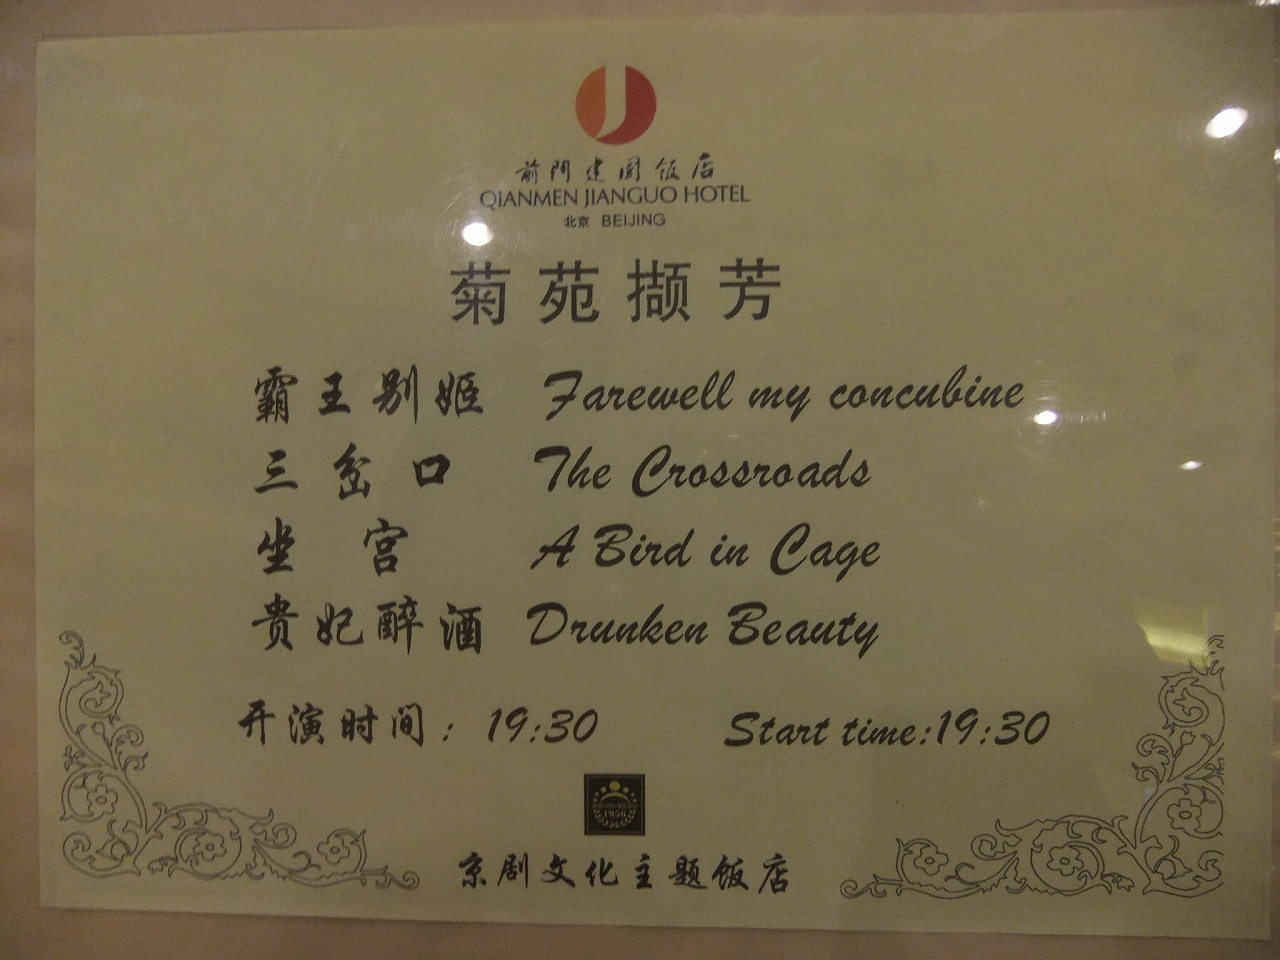 前門建國飯店
QIANMEN JIANGUO HOTEL
北京 BEIJING
菊苑撷芳
霸王别姬 Farewell my concubine
三岔口 The Crossroads
坐宫 A Bird in Cage
贵妃醉酒 Drunken Beauty
开演时间：19:30 Start time:19:30
1956
京剧文化主题饭店